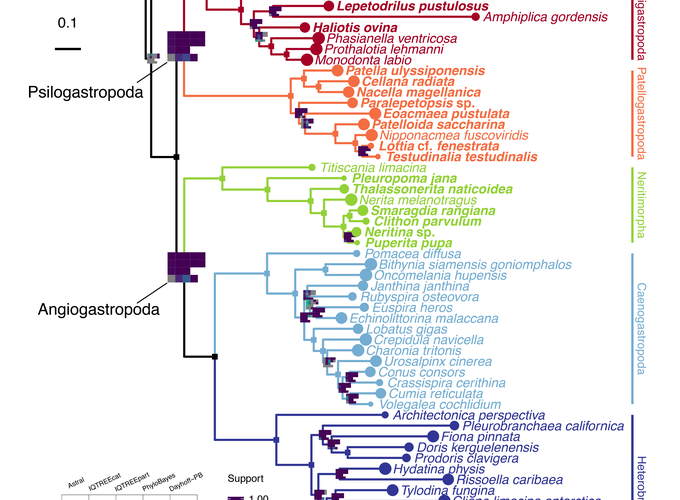 Lepetodrilus pustulosus
Amphiplica gordensis
0.1
Haliotis ovina
Phasianella ventricosa
Prothalotia lehmanni
Monodonta labio
Psilogastropoda
Patella ulyssiponensis
Cellana radiata
Nacella magellanica
Paralepetopsis sp.
Eoacmaea pustulata
Patelloida saccharina
Nipponacmea fuscoviridis
Lottia cf. fenestrata
Testudinalia testudinalis
Patellogastropoda
Titiscania limacina
Pleuropoma jana
Thalassonerita naticoidea
Nerita melanotragus
Smaragdia rangiana
Clithon parvulum
Neritina sp.
Puperita pupa
Neritimorpha
Angiogastropoda
Pomacea diffusa
Bithynia siamensis goniomphalos
Oncomelania hupensis
Janthina janthina
Rubyspira osteovora
Euspira heros
Echinolittorina malaccana
Lobatus gigas
Crepidula navicella
Charonia tritonis
Urosalpinx cinerea
Conus consors
Crassispira cerithina
Cumia reticulata
Volegalea cochlidium
Caenogastropoda
Architectonica perspectiva
Pleurobranchaea californica
Fiona pinnata
Doris kerguelenensis
Prodoris clavigera
Hydatina physis
Rissoella caribaea
Tylodina fungina
Astral
IQTREEcat
IQTREEpart
PhyloBayes
Dayhoff-PB
Support
1.00